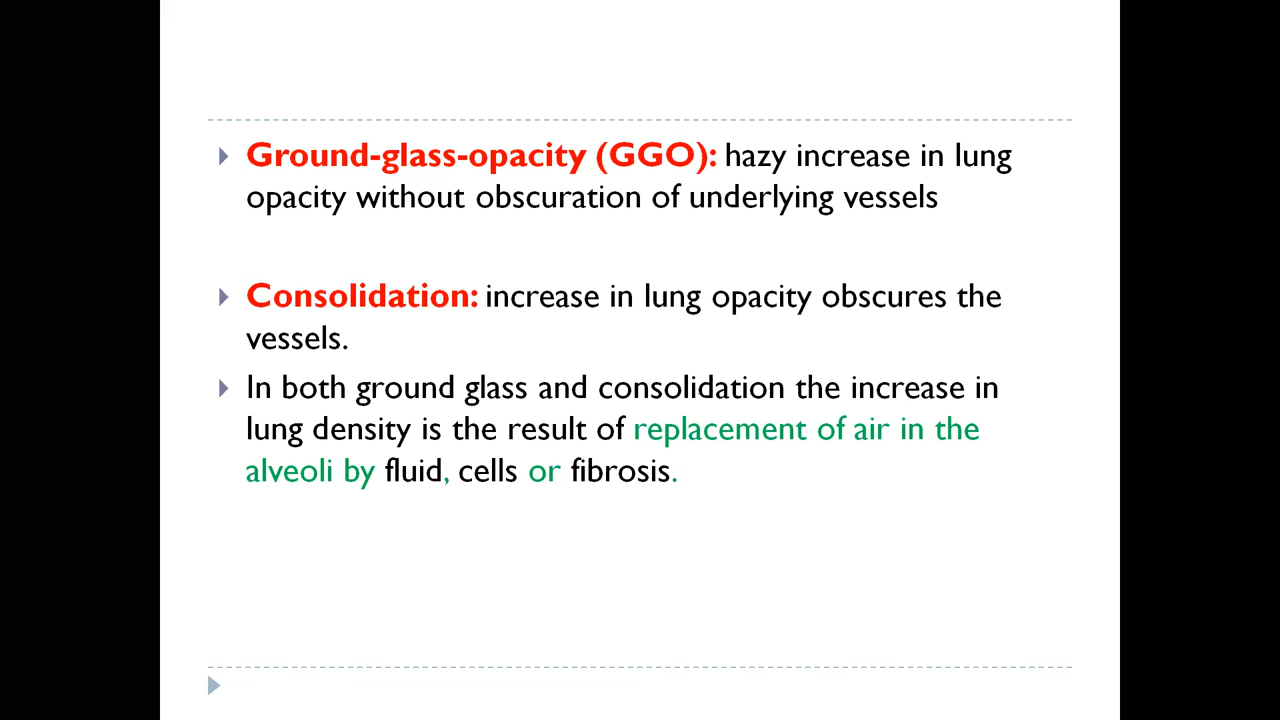 Ground-glass-opacity (GGO): hazy increase in lung
opacity without obscuration of underlying vessels
Consolidation: increase in lung opacity obscures the
vessels.
In both ground glass and consolidation the increase in
lung density is the result of replacement of air in the
alveoli by fluid, cells or fibrosis.